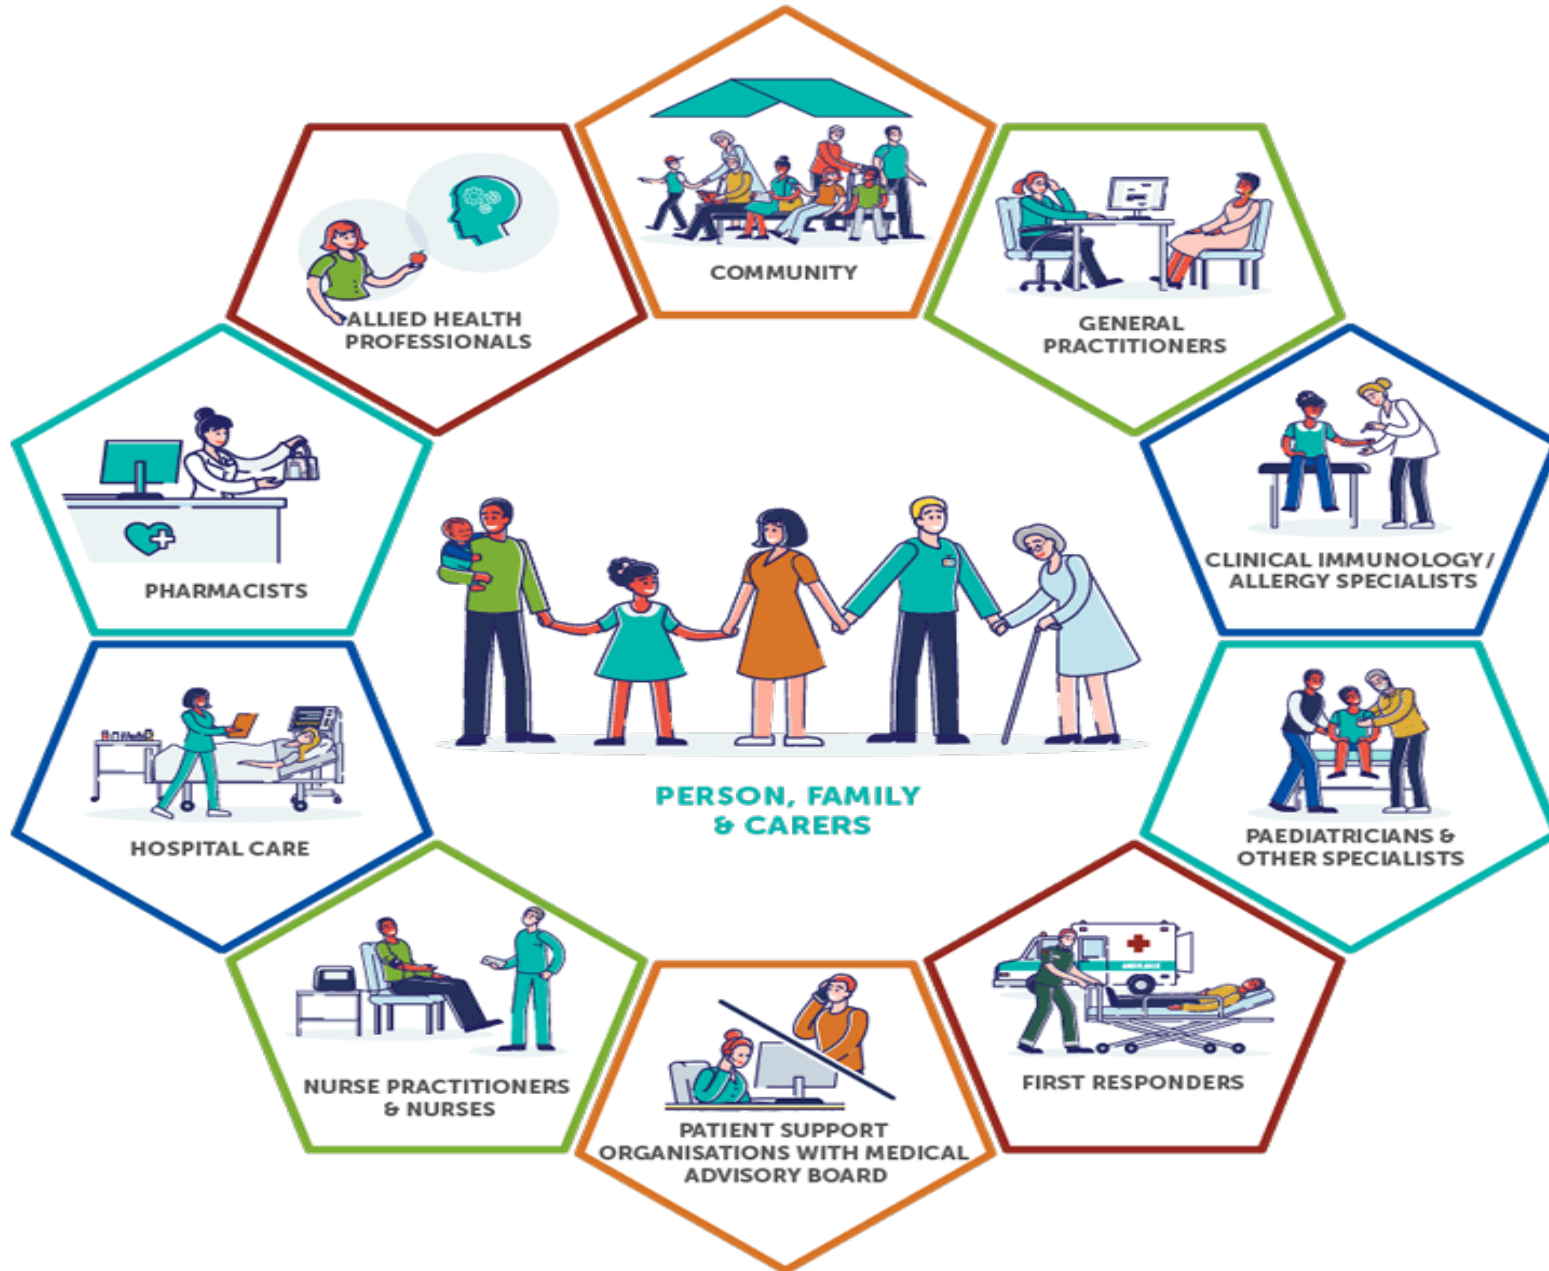 COMMUNITY
GENERAL
PRACTITIONERS
CLINICAL IMMUNOLOGY/
ALLERGY SPECIALISTS
PAEDIATRICIANS &
OTHER SPECIALISTS
FIRST RESPONDERS
AMBULANCE
PATIENT SUPPORT
ORGANISATIONS WITH MEDICAL
ADVISORY BOARD
NURSE PRACTITIONERS
& NURSES
HOSPITAL CARE
PHARMACISTS
ALLIED HEALTH
PROFESSIONALS
PERSON, FAMILY
& CARERS